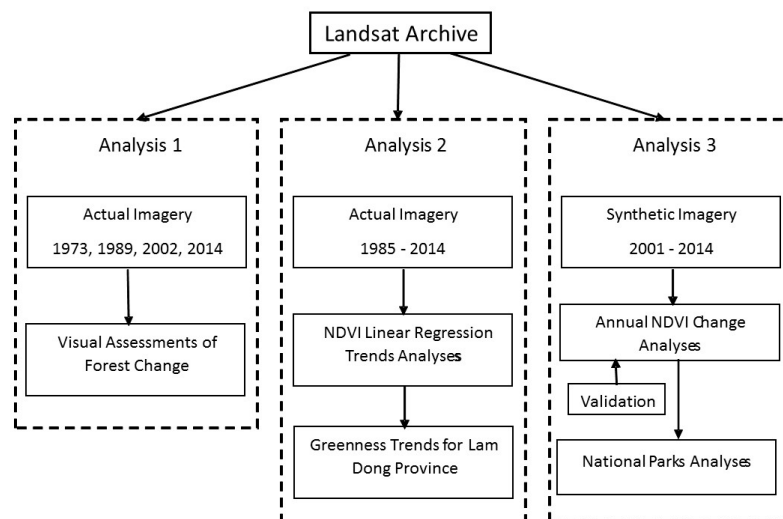 Landsat Archive
Analysis 1
Actual Imagery
1973, 1989, 2002, 2014
Visual Assessments of
Forest Change
Analysis 2
Actual Imagery
1985 - 2014
NDVI Linear Regression
Trends Analyses
Greenness Trends for Lam
Dong Province
Analysis 3
Synthetic Imagery
2001 - 2014
Annual NDVI Change
Analyses
Validation
National Parks Analyses